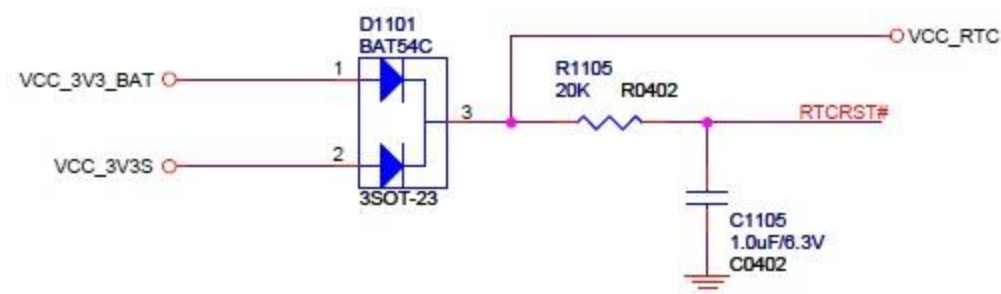 D1101
BAT54C
VCC_RTC
VCC_3V3_BAT
1
R1105
20K R0402
3
RTCRST#
VCC_3V3S
2
3SOT-23
C1105
1.0uF/6.3V
C0402